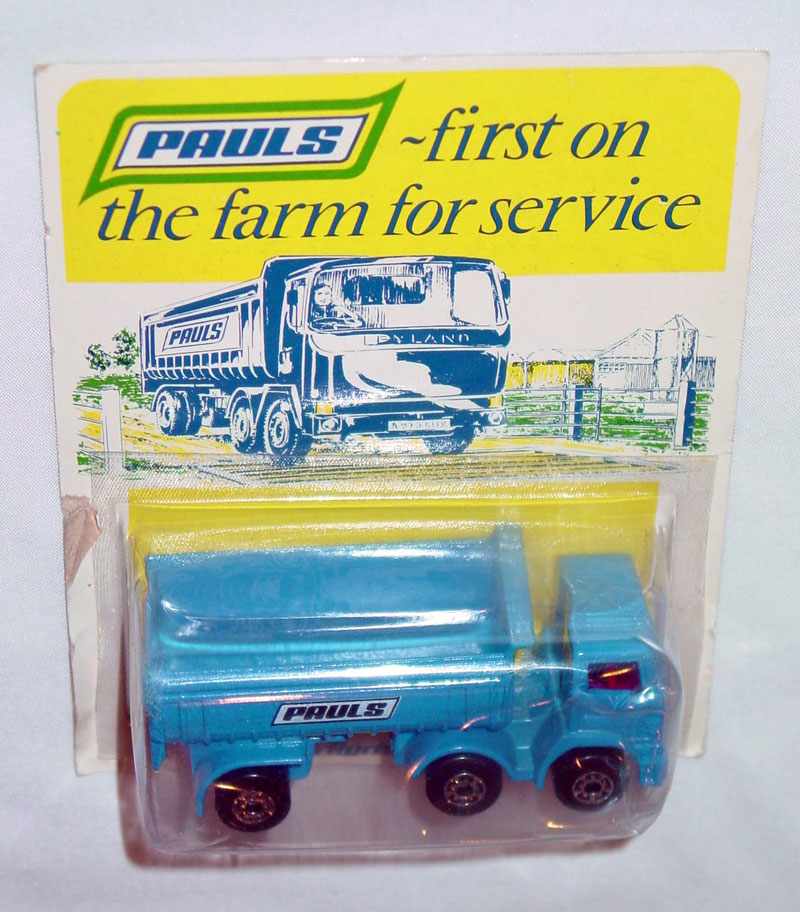 PAULS ~first on
the farm for service
PAULS
LEYLAND
PAULS